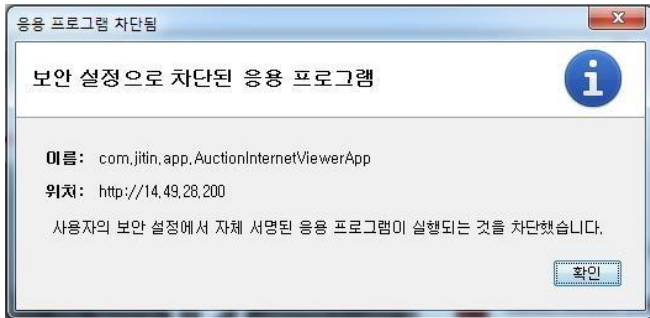 응용 프로그램 차단됨
보안 설정으로 차단된 응용 프로그램
이름: com.jitin.app.AuctionInternetViewerApp
위치: http://14.49.28.200
사용자의 보안 설정에서 자체 서명된 응용 프로그램이 실행되는 것을 차단했습니다.
확인